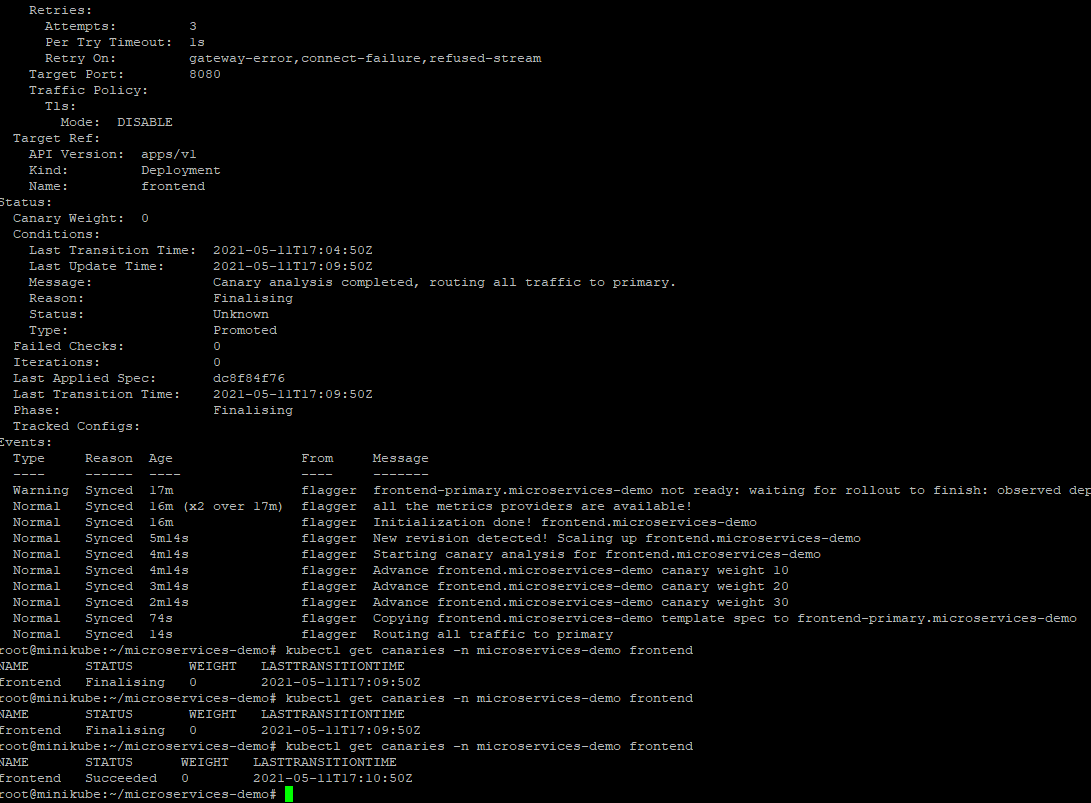 Retries:
Attempts: 3
Per Try Timeout: 1s
Retry On: gateway-error,connect-failure,refused-stream
Target Port: 8080
Traffic Policy:
Tls:
Mode: DISABLE
Target Ref:
API Version: apps/v1
Kind: Deployment
Name: frontend
Status:
Canary Weight: 0
Conditions:
Last Transition Time: 2021-05-11T17:04:50Z
Last Update Time: 2021-05-11T17:09:50Z
Message: Canary analysis completed, routing all traffic to primary.
Reason: Finalising
Status: Unknown
Type: Promoted
Failed Checks: 0
Iterations: 0
Last Applied Spec: dc8f84f76
Last Transition Time: 2021-05-11T17:09:50Z
Phase: Finalising
Tracked Configs:
Events:
Type Reason Age From Message
---- ------ ---- ---- -------
Warning Synced 17m flagger frontend-primary.microservices-demo not ready: waiting for rollout to finish: observed dep
Normal Synced 16m (x2 over 17m) flagger all the metrics providers are available!
Normal Synced 16m flagger Initialization done! frontend.microservices-demo
Normal Synced 5m14s flagger New revision detected! Scaling up frontend.microservices-demo
Normal Synced 4m14s flagger Starting canary analysis for frontend.microservices-demo
Normal Synced 4m14s flagger Advance frontend.microservices-demo canary weight 10
Normal Synced 3m14s flagger Advance frontend.microservices-demo canary weight 20
Normal Synced 2m14s flagger Advance frontend.microservices-demo canary weight 30
Normal Synced 74s flagger Copying frontend.microservices-demo template spec to frontend-primary.microservices-demo
Normal Synced 14s flagger Routing all traffic to primary
root@minikube:~/microservices-demo# kubectl get canaries -n microservices-demo frontend
NAME STATUS WEIGHT LASTTRANSITIONTIME
frontend Finalising 0 2021-05-11T17:09:50Z
root@minikube:~/microservices-demo# kubectl get canaries -n microservices-demo frontend
NAME STATUS WEIGHT LASTTRANSITIONTIME
frontend Finalising 0 2021-05-11T17:09:50Z
root@minikube:~/microservices-demo# kubectl get canaries -n microservices-demo frontend
NAME STATUS WEIGHT LASTTRANSITIONTIME
frontend Succeeded 0 2021-05-11T17:10:50Z
root@minikube:~/microservices-demo#